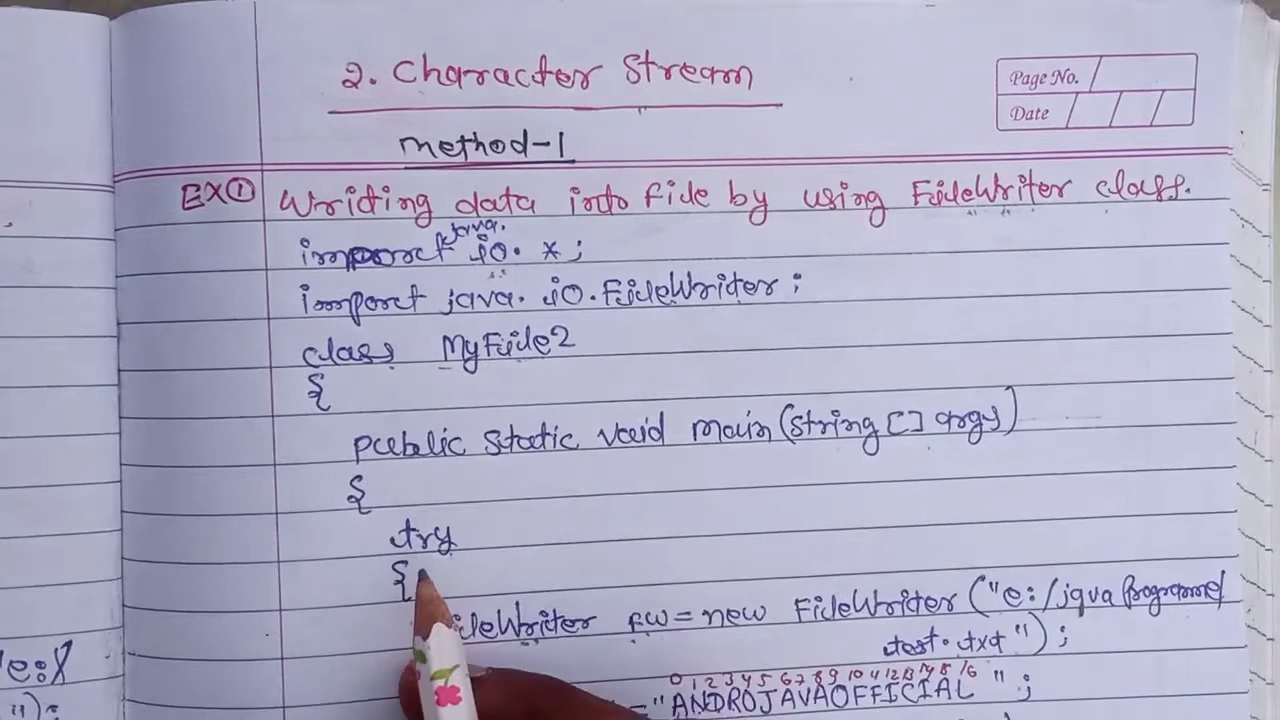 2. Character Stream
Page No.
Date
method-1
EX① Writing data into file by using FileWriter class.
import java.io.*;
import java.io.FileWriter;
class MyFile2
{
public static void main(String[] args)
{
try
{
FileWriter fw=new FileWriter("e:/java programme/
test.txt");
0 1 2 3 4 5 6 7 8 9 10 11 12 13 14 15 16
="ANDROJAVAOFFICIAL";